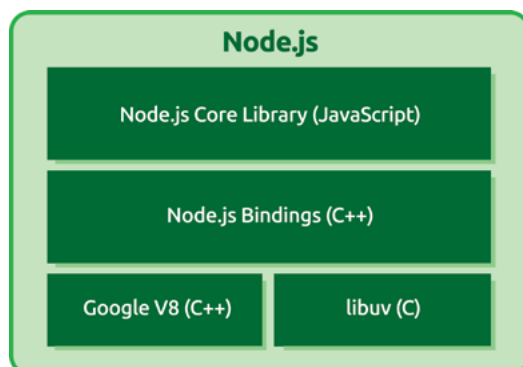 Node.js
Node.js Core Library (JavaScript)
Node.js Bindings (C++)
Google V8 (C++)
libuv (C)